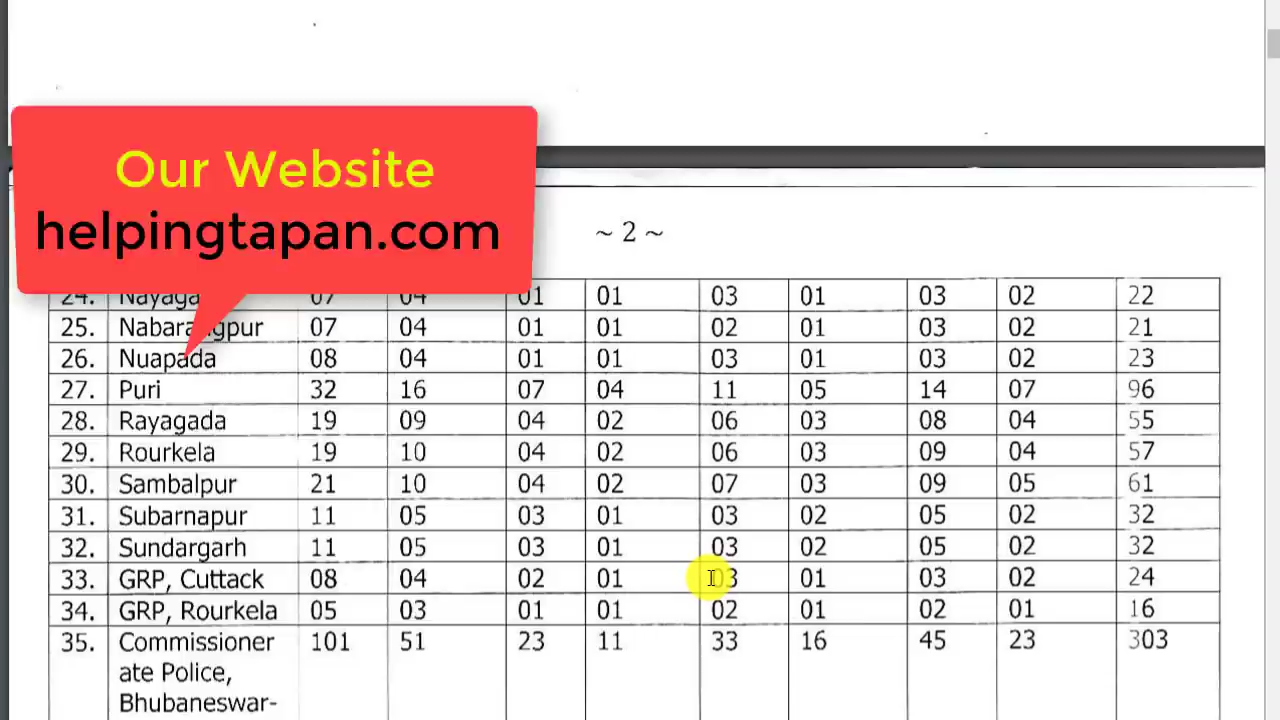 Our Website
helpingtapan.com
~ 2 ~
24. Nayaga 07 04 01 01 03 01 03 02 22
25. Nabarangpur 07 04 01 01 02 01 03 02 21
26. Nuapada 08 04 01 01 03 01 03 02 23
27. Puri 32 16 07 04 11 05 14 07 96
28. Rayagada 19 09 04 02 06 03 08 04 55
29. Rourkela 19 10 04 02 06 03 09 04 57
30. Sambalpur 21 10 04 02 07 03 09 05 61
31. Subarnapur 11 05 03 01 03 02 05 02 32
32. Sundargarh 11 05 03 01 03 02 05 02 32
33. GRP, Cuttack 08 04 02 01 03 01 03 02 24
34. GRP, Rourkela 05 03 01 01 02 01 02 01 16
35. Commissioner 101 51 23 11 33 16 45 23 303
ate Police,
Bhubaneswar-